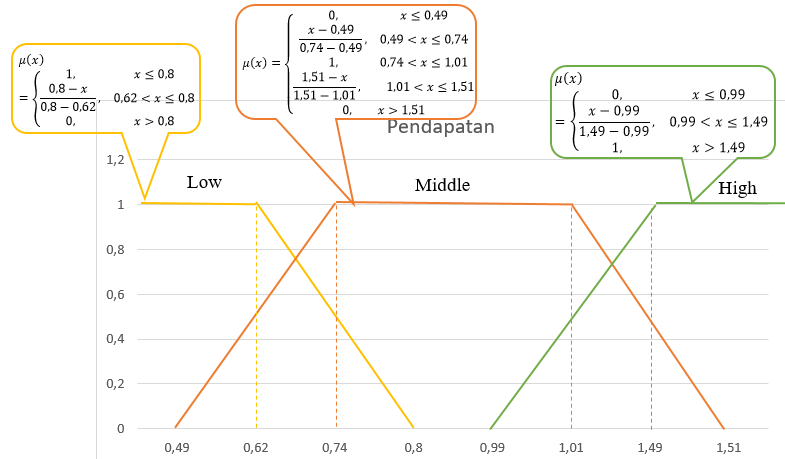 μ(x)
= { 1, x ≤ 0,8
0,8 − x / 0,8 − 0,62, 0,62 < x ≤ 0,8
0, x > 0,8
μ(x) = { 0, x ≤ 0,49
x − 0,49 / 0,74 − 0,49, 0,49 < x ≤ 0,74
1, 0,74 < x ≤ 1,01
1,51 − x / 1,51 − 1,01, 1,01 < x ≤ 1,51
0, x > 1,51
μ(x)
= { 0, x ≤ 0,99
x − 0,99 / 1,49 − 0,99, 0,99 < x ≤ 1,49
1, x > 1,49
Pendapatan
Low
Middle
High
1,2
1
0,8
0,6
0,4
0,2
0
0,49 0,62 0,74 0,8 0,99 1,01 1,49 1,51